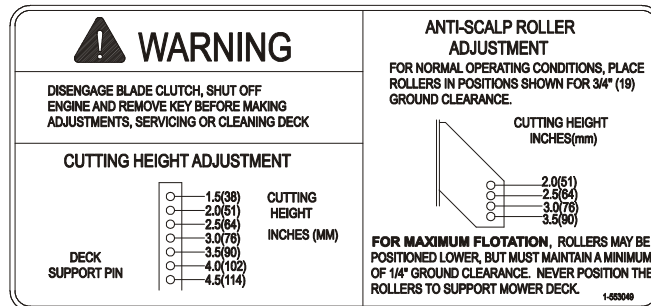 WARNING
DISENGAGE BLADE CLUTCH, SHUT OFF
ENGINE AND REMOVE KEY BEFORE MAKING
ADJUSTMENTS, SERVICING OR CLEANING DECK
CUTTING HEIGHT ADJUSTMENT
1.5(38)
2.0(51)
2.5(64)
3.0(76)
3.5(90)
4.0(102)
4.5(114)
CUTTING
HEIGHT
INCHES (MM)
DECK
SUPPORT PIN
ANTI-SCALP ROLLER
ADJUSTMENT
FOR NORMAL OPERATING CONDITIONS, PLACE
ROLLERS IN POSITIONS SHOWN FOR 3/4" (19)
GROUND CLEARANCE.
CUTTING HEIGHT
INCHES(mm)
2.0(51)
2.5(64)
3.0(76)
3.5(90)
FOR MAXIMUM FLOTATION, ROLLERS MAY BE
POSITIONED LOWER, BUT MUST MAINTAIN A MINIMUM
OF 1/4" GROUND CLEARANCE. NEVER POSITION THE
ROLLERS TO SUPPORT MOWER DECK.
1-553049